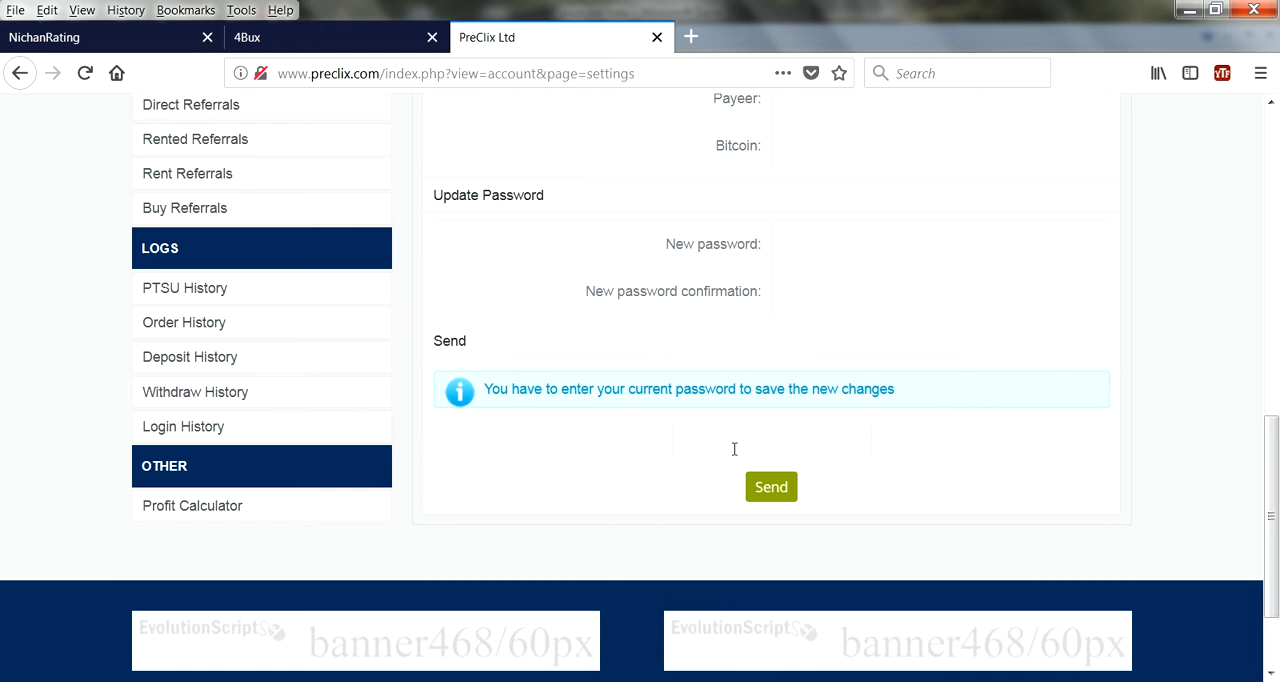 File Edit View History Bookmarks Tools Help
NichanRating
4Bux
PreClix Ltd
www.preclix.com/index.php?view=account&page=settings
Search
YTF
Direct Referrals
Rented Referrals
Rent Referrals
Buy Referrals
LOGS
PTSU History
Order History
Deposit History
Withdraw History
Login History
OTHER
Profit Calculator
Payeer:
Bitcoin:
Update Password
New password:
New password confirmation:
Send
You have to enter your current password to save the new changes
Send
EvolutionScript
banner468/60px
EvolutionScript
banner468/60px